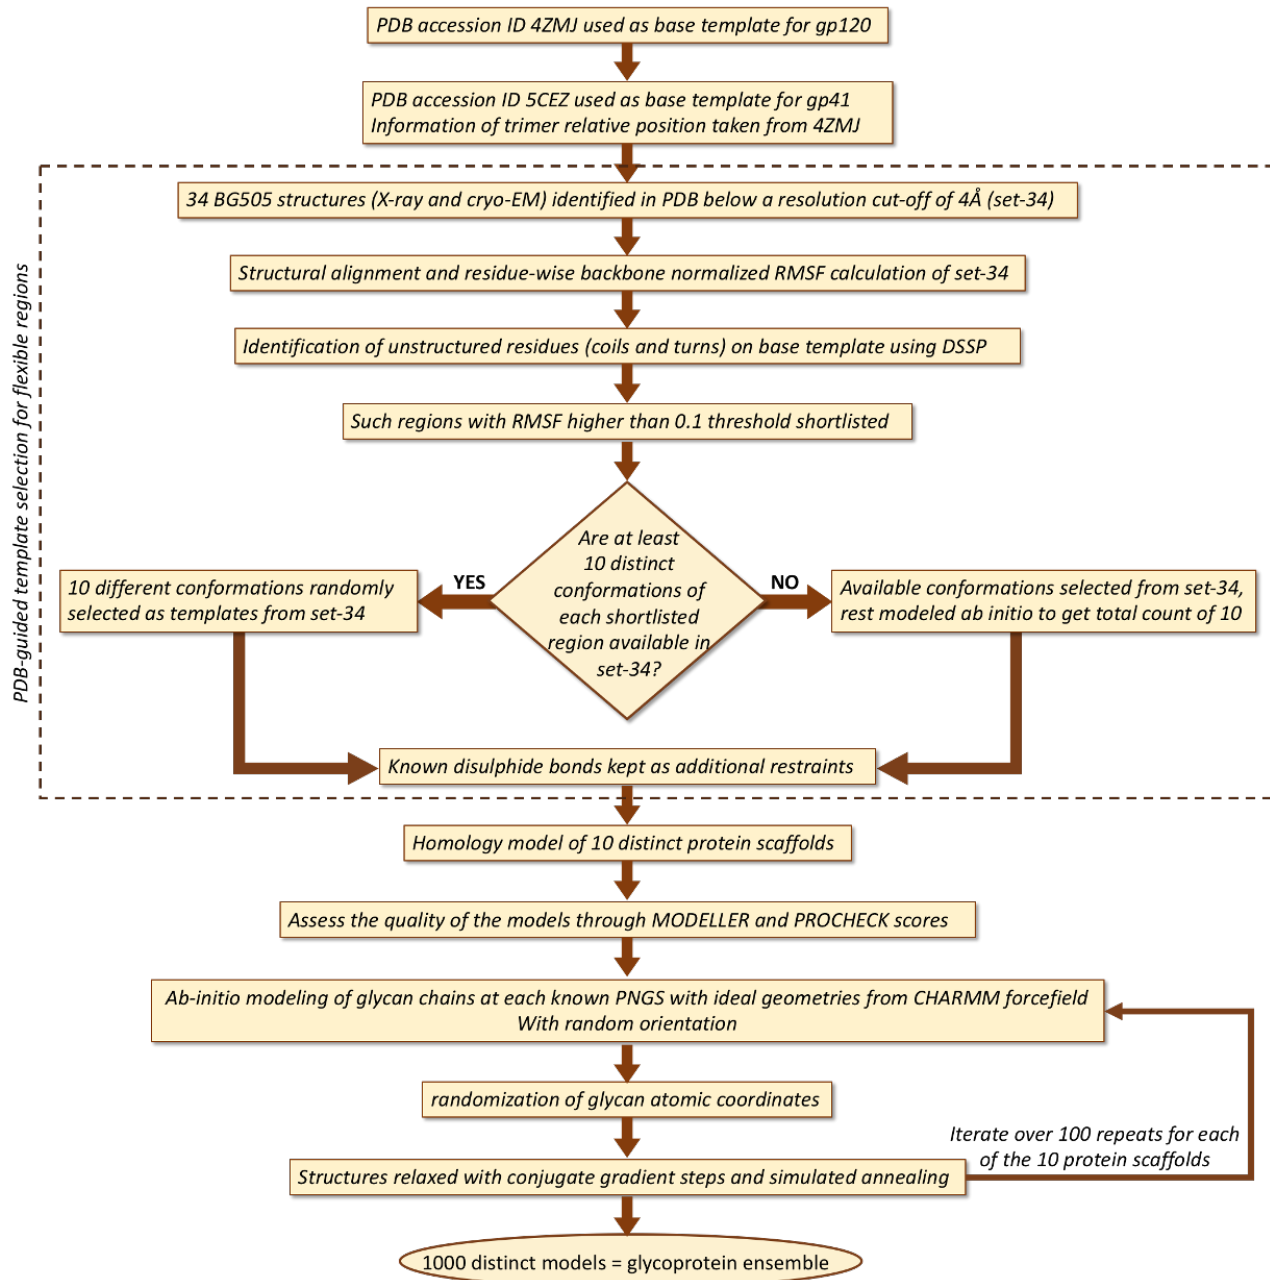 PDB accession ID 4ZMJ used as base template for gp120
PDB accession ID 5CEZ used as base template for gp41
Information of trimer relative position taken from 4ZMJ
PDB-guided template selection for flexible regions
34 BG505 structures (X-ray and cryo-EM) identified in PDB below a resolution cut-off of 4Å (set-34)
Structural alignment and residue-wise backbone normalized RMSF calculation of set-34
Identification of unstructured residues (coils and turns) on base template using DSSP
Such regions with RMSF higher than 0.1 threshold shortlisted
Are at least
10 distinct
conformations of
each shortlisted
region available in
set-34?
YES
NO
10 different conformations randomly
selected as templates from set-34
Available conformations selected from set-34,
rest modeled ab initio to get total count of 10
Known disulphide bonds kept as additional restraints
Homology model of 10 distinct protein scaffolds
Assess the quality of the models through MODELLER and PROCHECK scores
Ab-initio modeling of glycan chains at each known PNGS with ideal geometries from CHARMM forcefield
With random orientation
randomization of glycan atomic coordinates
Iterate over 100 repeats for each
of the 10 protein scaffolds
Structures relaxed with conjugate gradient steps and simulated annealing
1000 distinct models = glycoprotein ensemble